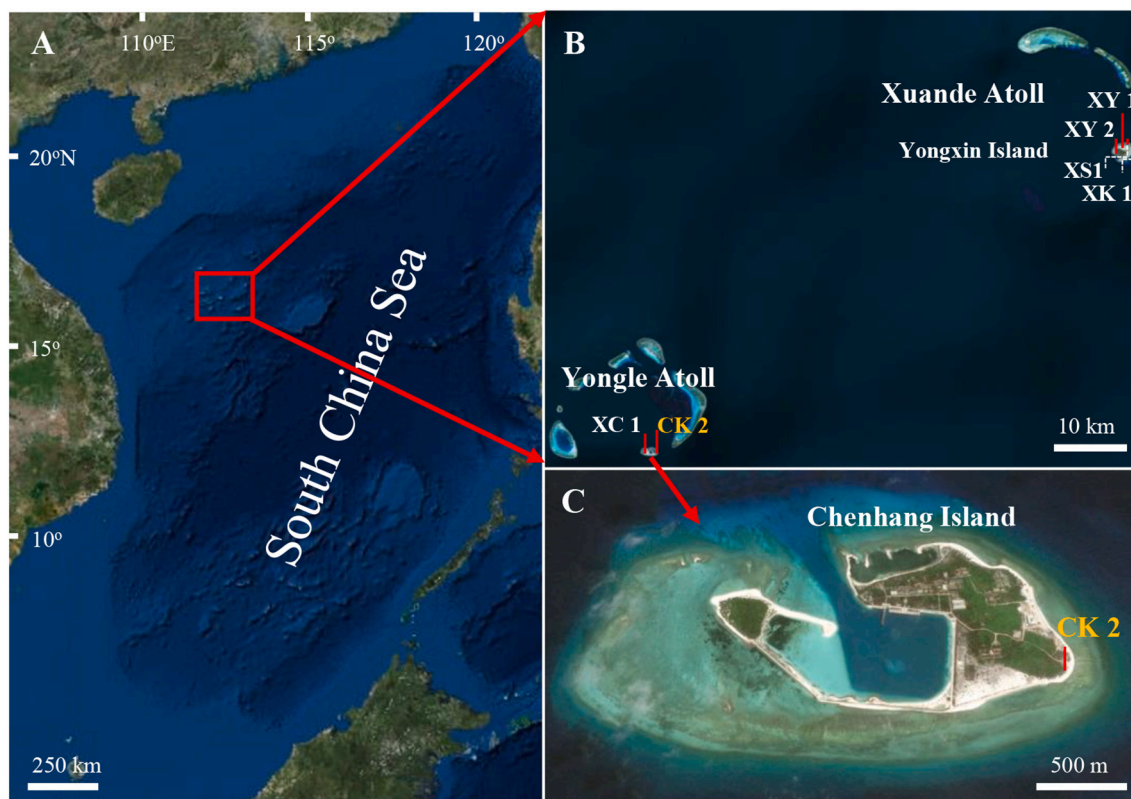 A
110°E
115°
120°
20°N
15°
10°
South China Sea
250 km
B
Xuande Atoll
XY 1
XY 2
Yongxin Island
XS1
XK 1
Yongle Atoll
XC 1
CK 2
10 km
C
Chenhang Island
CK 2
500 m